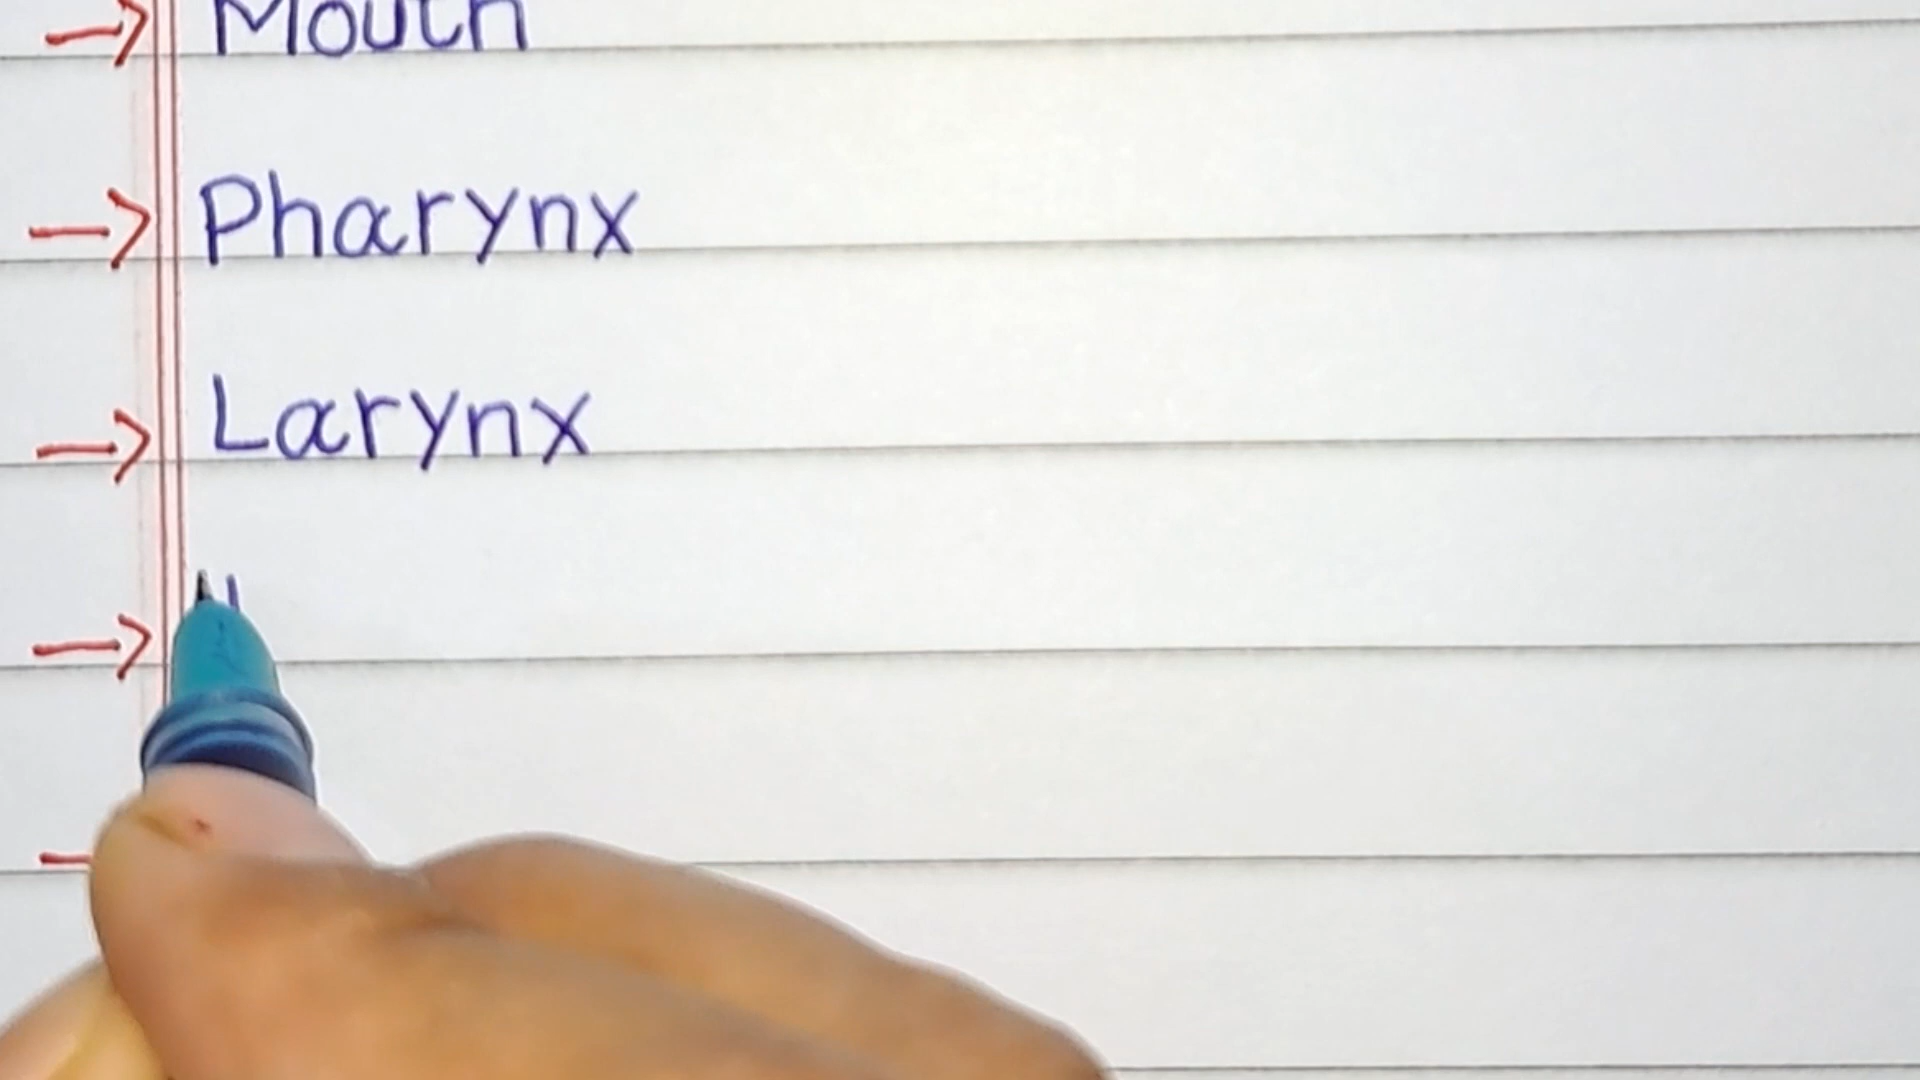 → Mouth
→ Pharynx
→ Larynx
→